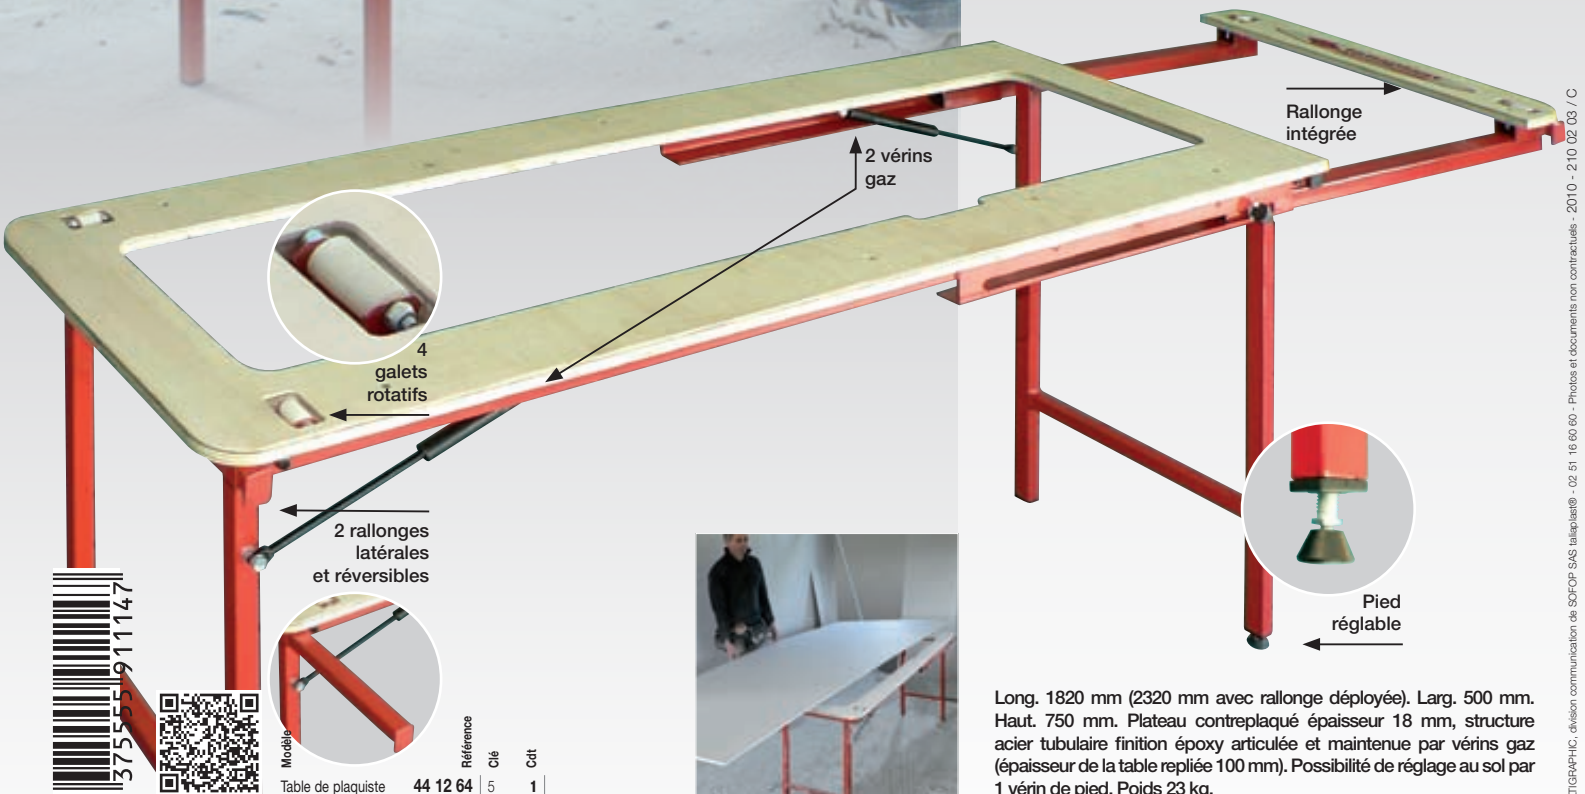 Rallonge
intégrée
2 vérins
gaz
4
galets
rotatifs
2 rallonges
latérales
et réversibles
Pied
réglable
375555 911147
Modèle
Référence
Clé
Cdt
Table de plaquiste 44 12 64 5 1
Long. 1820 mm (2320 mm avec rallonge déployée). Larg. 500 mm.
Haut. 750 mm. Plateau contreplaqué épaisseur 18 mm, structure
acier tubulaire finition époxy articulée et maintenue par vérins gaz
(épaisseur de la table repliée 100 mm). Possibilité de réglage au sol par
1 vérin de pied. Poids 23 kg.
TIGRAPHIC, division communication de SOFOP SAS taliaplast® - 02 51 16 60 60 - Photos et documents non contractuels - 2010 - 210 02 03 / C